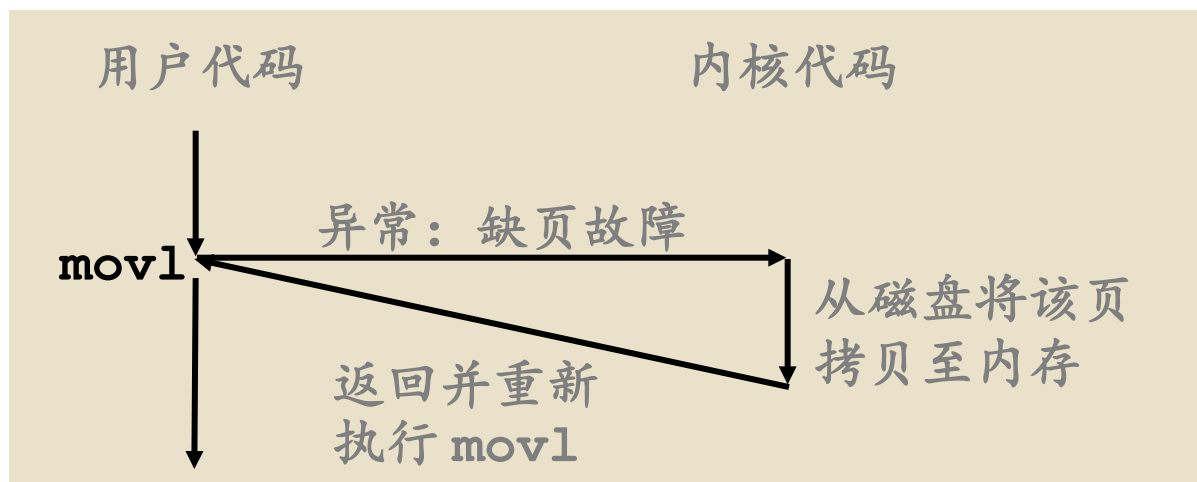 用户代码
内核代码
异常：缺页故障
movl
从磁盘将该页
拷贝至内存
返回并重新
执行 movl